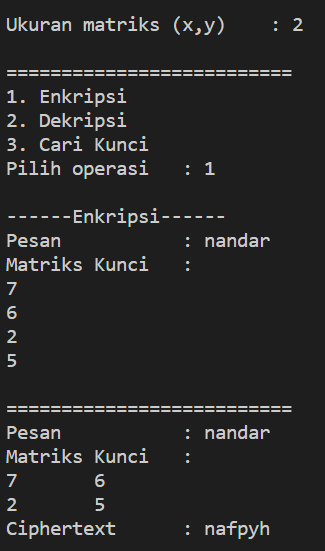 Ukuran matriks (x,y)    : 2
==========================
1. Enkripsi
2. Dekripsi
3. Cari Kunci
Pilih operasi   : 1
------Enkripsi------
Pesan           : nandar
Matriks Kunci   :
7
6
2
5
==========================
Pesan           : nandar
Matriks Kunci   :
7       6
2       5
Ciphertext      : nafpyh